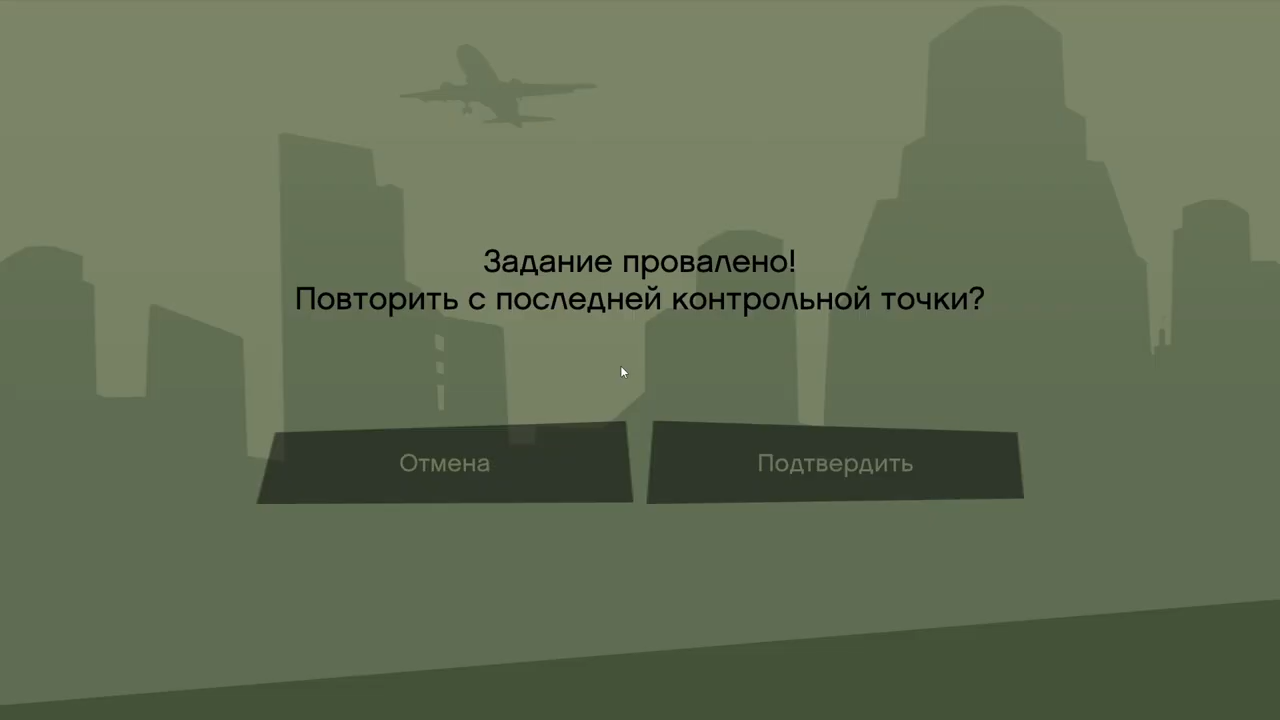 Задание провалено!
Повторить с последней контрольной точки?
Отмена
Подтвердить